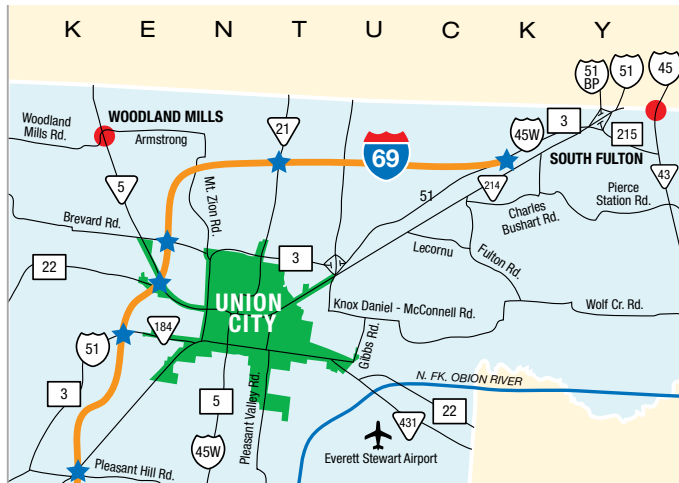 K E N T U C K Y
51
BP
51
45
Woodland
Mills Rd.
WOODLAND MILLS
Armstrong
21
45W
3
215
69
SOUTH FULTON
5
Mt. Zion Rd.
214
43
Pierce
Station Rd.
51
Charles
Bushart Rd.
Brevard Rd.
3
Lecornu
Fulton Rd.
22
UNION
CITY
Knox Daniel - McConnell Rd.
Wolf Cr. Rd.
184
51
Gibbs Rd.
3
5
Pleasant Valley Rd.
N. FK. OBION RIVER
22
431
45W
Everett Stewart Airport
Pleasant Hill Rd.